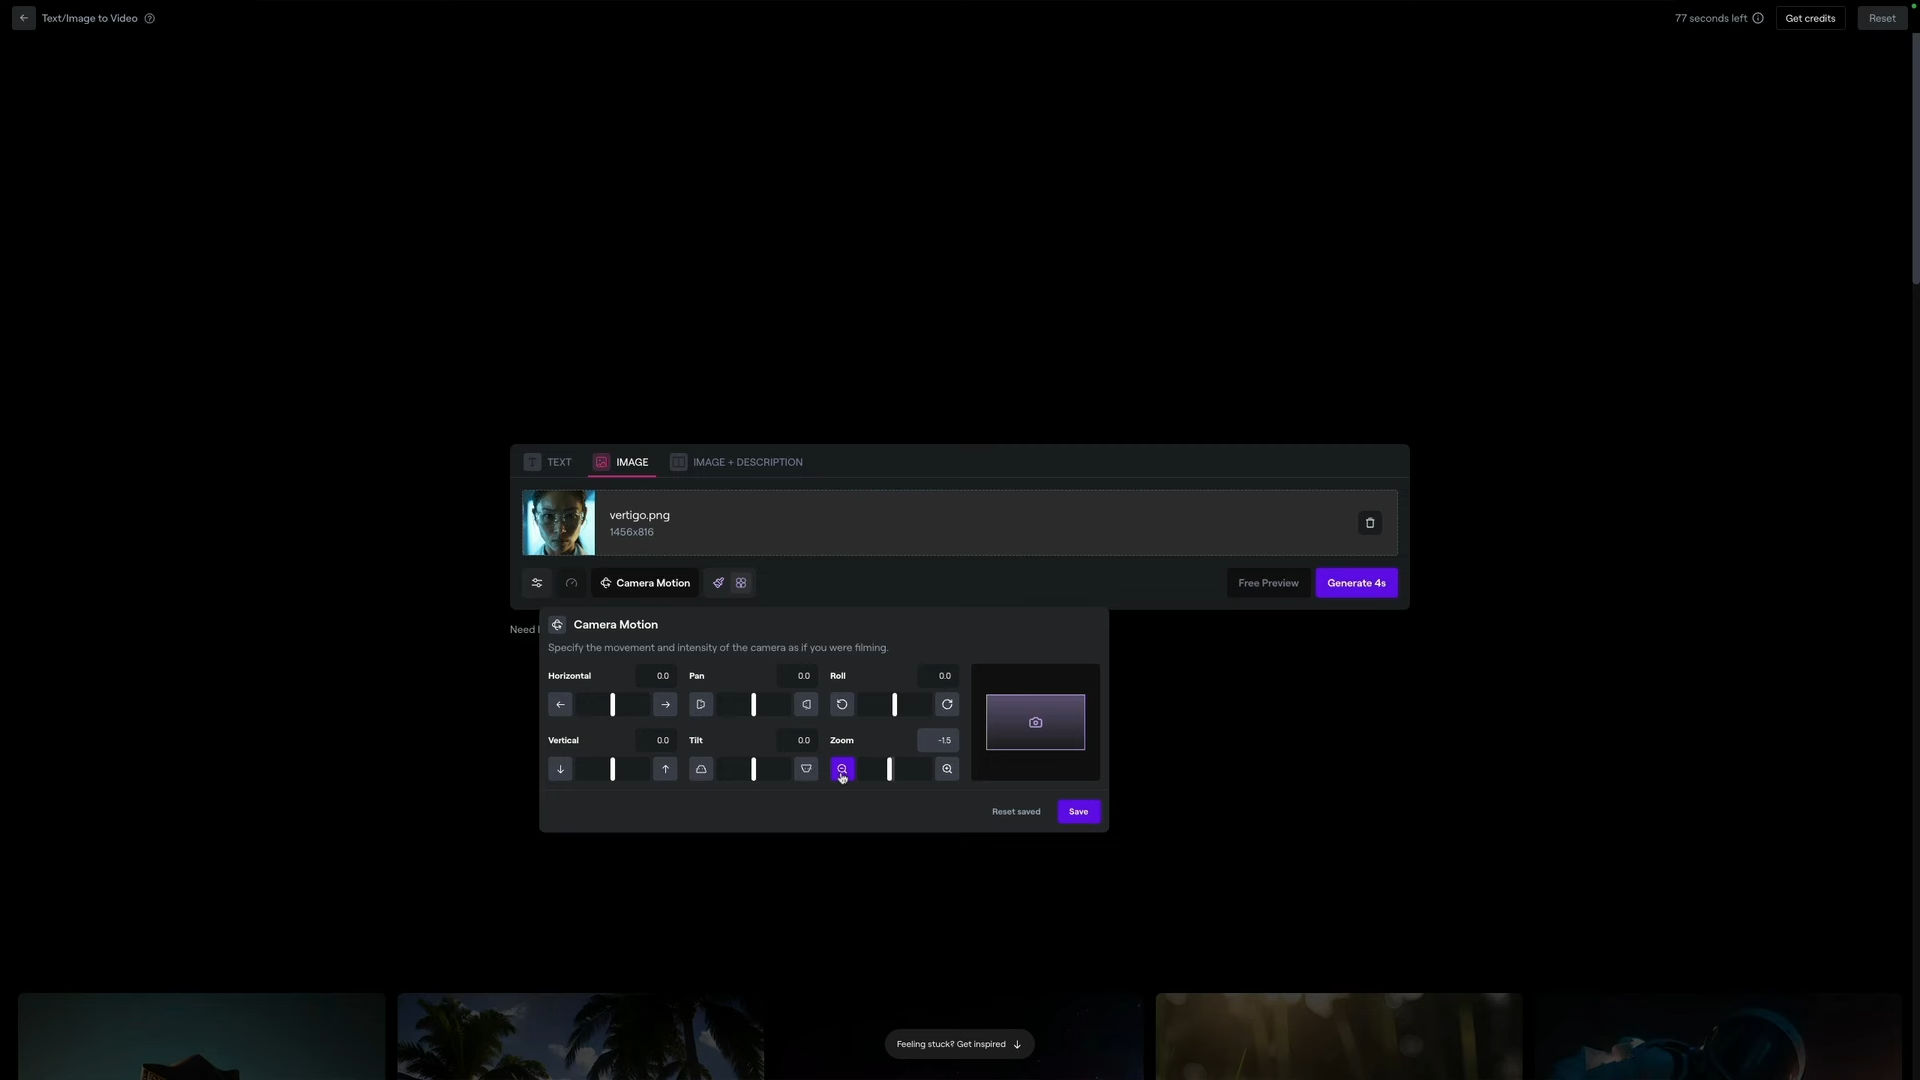 Text/Image to Video
77 seconds left
Get credits
Reset
TEXT
IMAGE
IMAGE + DESCRIPTION
vertigo.png
1456x816
Camera Motion
Free Preview
Generate 4s
Need
Camera Motion
Specify the movement and intensity of the camera as if you were filming.
Horizontal 0.0 Pan 0.0 Roll 0.0
Vertical 0.0 Tilt 0.0 Zoom -1.5
Reset saved
Save
Feeling stuck? Get inspired